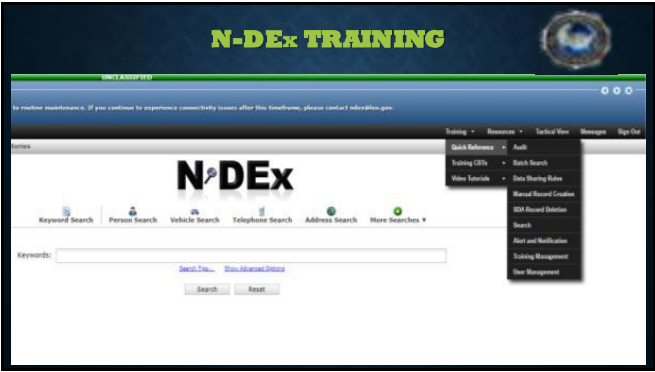 N-DEx TRAINING
UNCLASSIFIED
to routine maintenance. If you continue to experience connectivity issues after this timeframe, please contact ndex@leo.gov.
Training Resources Tactical View Messages Sign Out
tories
Quick Reference
Training CBTs
Video Tutorials
Audit
Batch Search
Data Sharing Rules
Manual Record Creation
SDA Record Deletion
Search
Alert and Notification
Training Management
User Management
N-DEx
Keyword Search Person Search Vehicle Search Telephone Search Address Search More Searches
Keywords:
Search Tips... Show Advanced Options
Search Reset